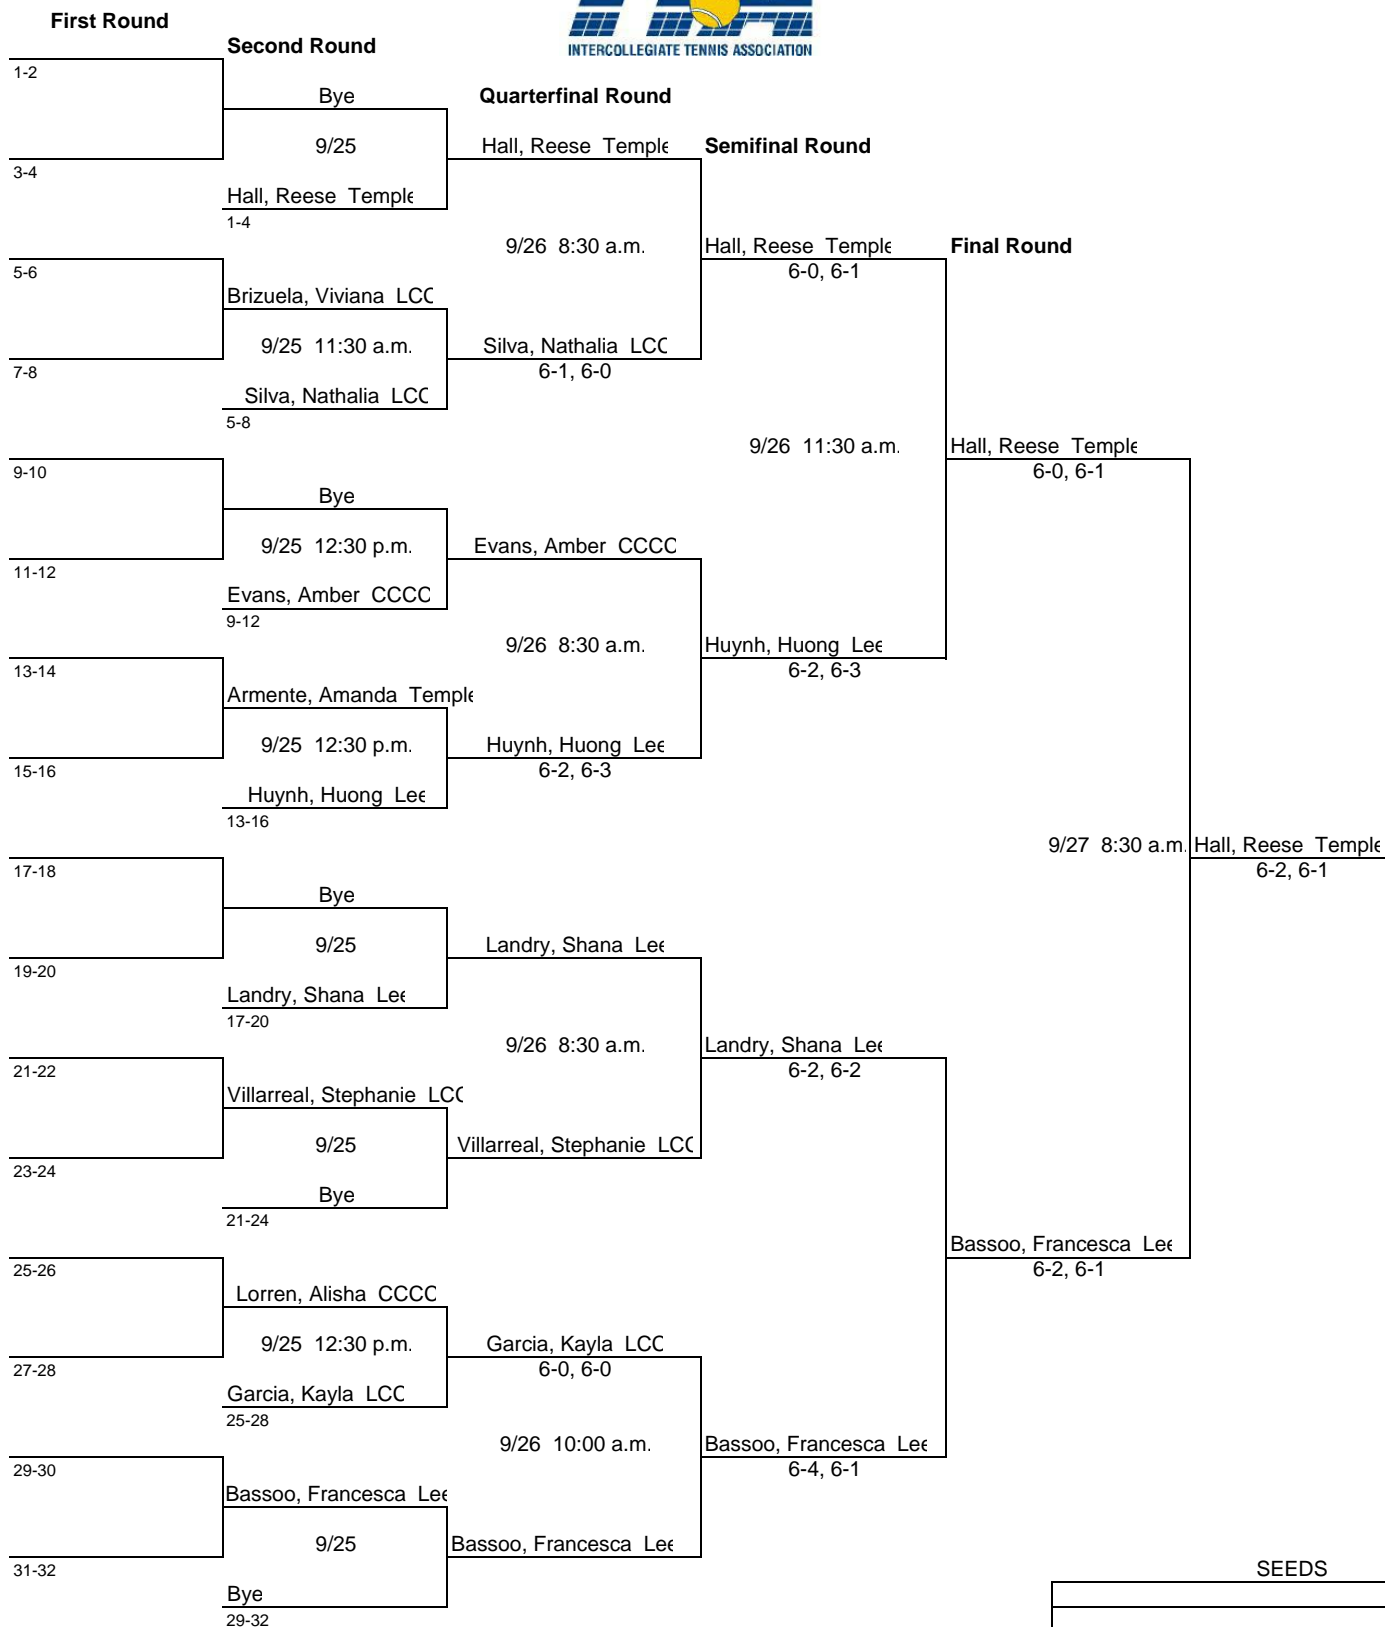 First Round
Second Round
INTERCOLLEGIATE TENNIS ASSOCIATION
1-2
Bye
Quarterfinal Round
9/25
Hall, Reese Temple
Semifinal Round
3-4
Hall, Reese Temple
1-4
9/26 8:30 a.m.
Hall, Reese Temple
Final Round
5-6
6-0, 6-1
Brizuela, Viviana LCC
9/25 11:30 a.m.
Silva, Nathalia LCC
7-8
6-1, 6-0
Silva, Nathalia LCC
5-8
9/26 11:30 a.m.
Hall, Reese Temple
9-10
6-0, 6-1
Bye
9/25 12:30 p.m.
Evans, Amber CCCC
11-12
Evans, Amber CCCC
9-12
9/26 8:30 a.m.
Huynh, Huong Lee
13-14
6-2, 6-3
Armente, Amanda Temple
9/25 12:30 p.m.
Huynh, Huong Lee
15-16
6-2, 6-3
Huynh, Huong Lee
13-16
9/27 8:30 a.m.
Hall, Reese Temple
17-18
6-2, 6-1
Bye
9/25
Landry, Shana Lee
19-20
Landry, Shana Lee
17-20
9/26 8:30 a.m.
Landry, Shana Lee
21-22
6-2, 6-2
Villarreal, Stephanie LCC
9/25
Villarreal, Stephanie LCC
23-24
Bye
21-24
Bassoo, Francesca Lee
25-26
6-2, 6-1
Lorren, Alisha CCCC
9/25 12:30 p.m.
Garcia, Kayla LCC
27-28
6-0, 6-0
Garcia, Kayla LCC
25-28
9/26 10:00 a.m.
Bassoo, Francesca Lee
29-30
6-4, 6-1
Bassoo, Francesca Lee
9/25
Bassoo, Francesca Lee
31-32
SEEDS
Bye
29-32